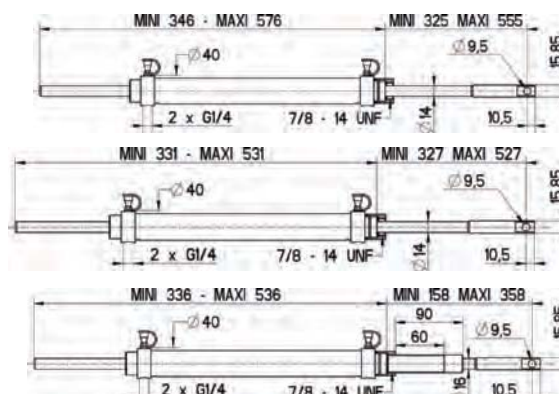 MINI 346 - MAXI 576 MINI 325 MAXI 555
Ø40 Ø9,5 15,85
2 x G1/4 7/8 - 14 UNF Ø14 10,5
MINI 331 - MAXI 531 MINI 327 MAXI 527
Ø40 Ø9,5 15,85
2 x G1/4 7/8 - 14 UNF Ø14 10,5
MINI 336 - MAXI 536 MINI 158 MAXI 358
90
Ø40 60 Ø9,5
2 x G1/4 7/8 - 14 UNF 16 10,5